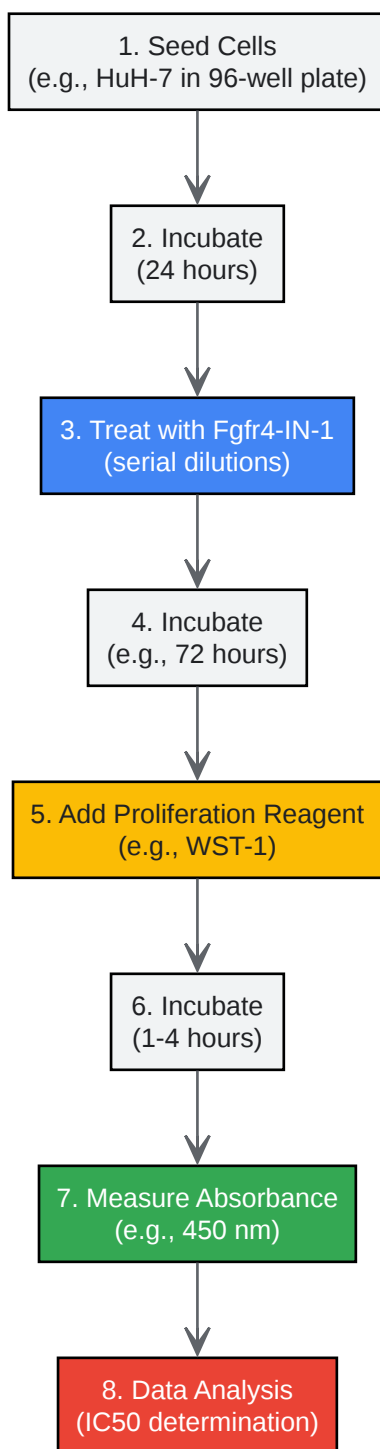 1. Seed Cells
(e.g., HuH-7 in 96-well plate)
2. Incubate
(24 hours)
3. Treat with Fgfr4-IN-1
(serial dilutions)
4. Incubate
(e.g., 72 hours)
5. Add Proliferation Reagent
(e.g., WST-1)
6. Incubate
(1-4 hours)
7. Measure Absorbance
(e.g., 450 nm)
8. Data Analysis
(IC50 determination)